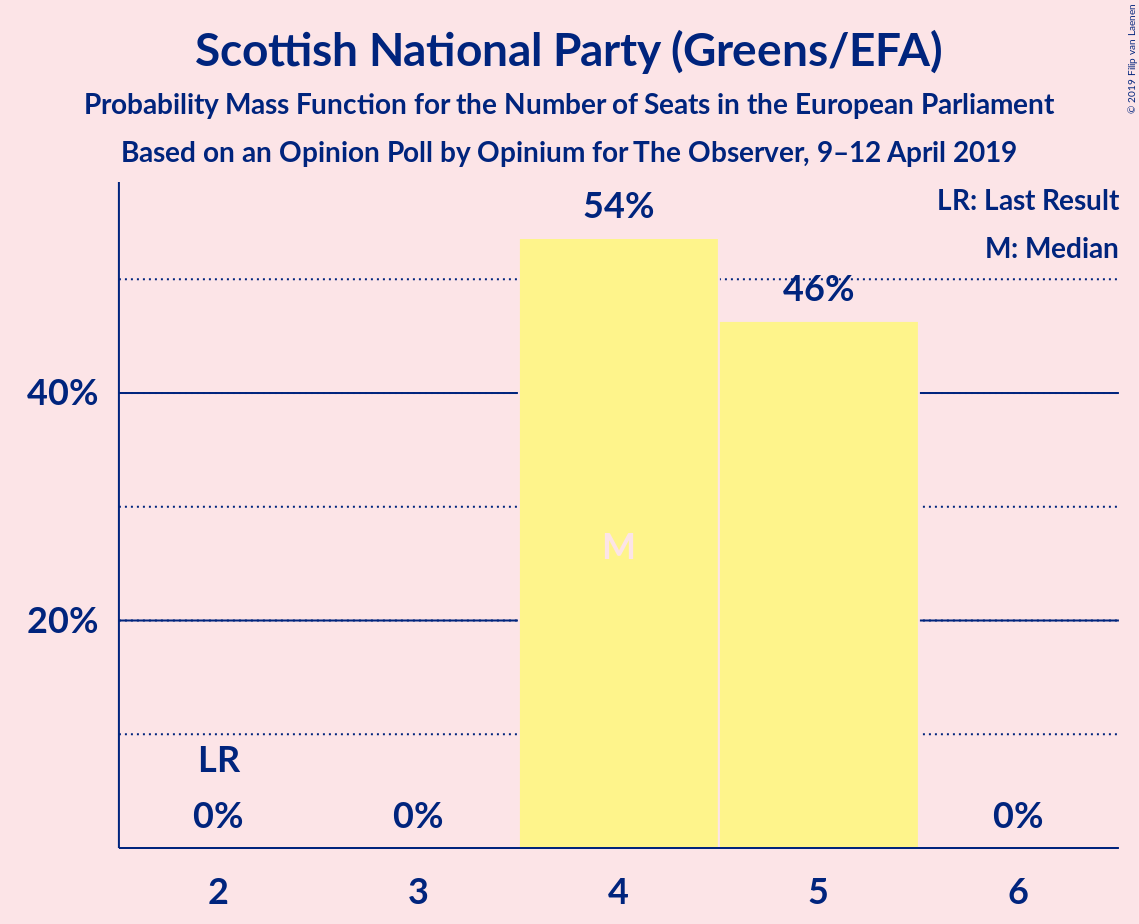 Scottish National Party (Greens/EFA)
Probability Mass Function for the Number of Seats in the European Parliament
Based on an Opinion Poll by Opinium for The Observer, 9–12 April 2019
© 2019 Filip van Laenen
LR: Last Result
M: Median
54%
46%
40%
M
20%
LR
0%
0%
0%
2
3
4
5
6